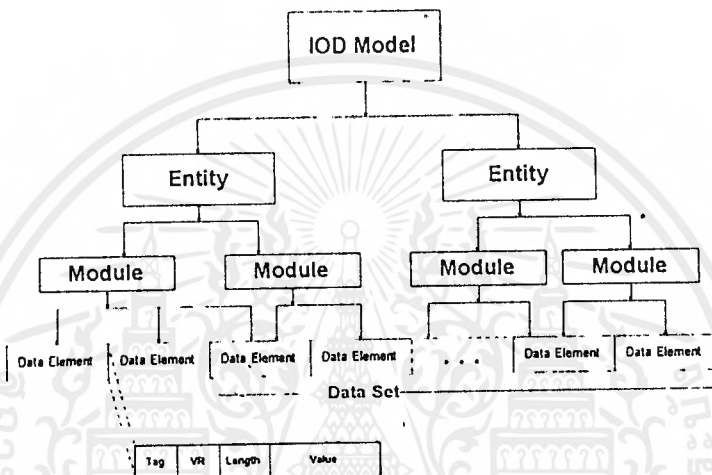 IOD Model
Entity Entity
Module Module Module Module
Data Element Data Element Data Element Data Element . . . Data Element Data Element
Data Set
Tag VR Length Value